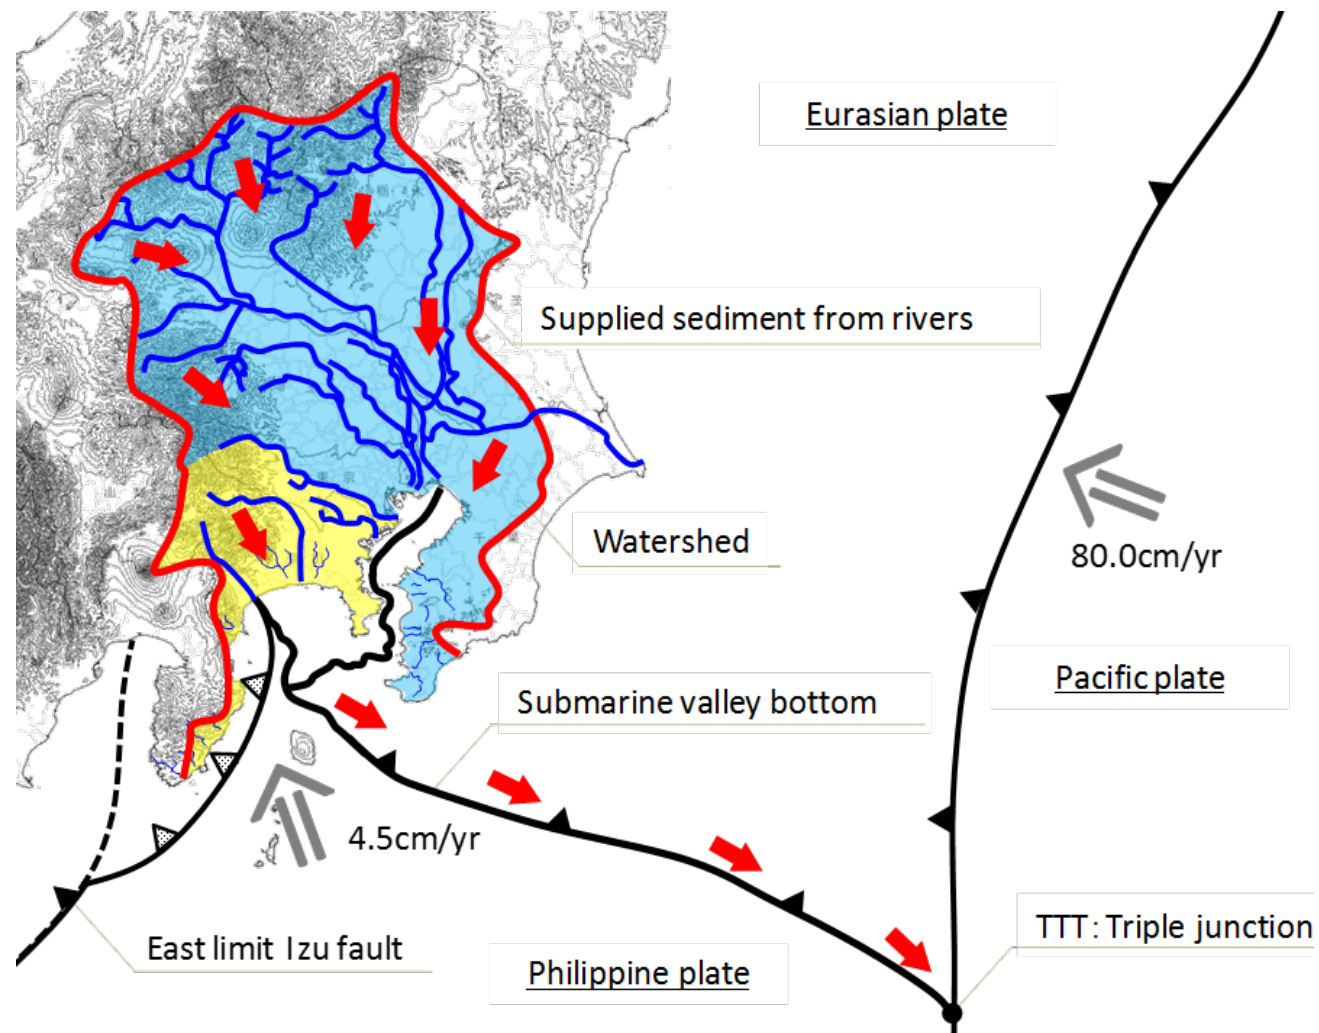 Eurasian plate
Supplied sediment from rivers
Watershed
80.0cm/yr
Pacific plate
Submarine valley bottom
4.5cm/yr
TTT: Triple junction
East limit Izu fault
Philippine plate